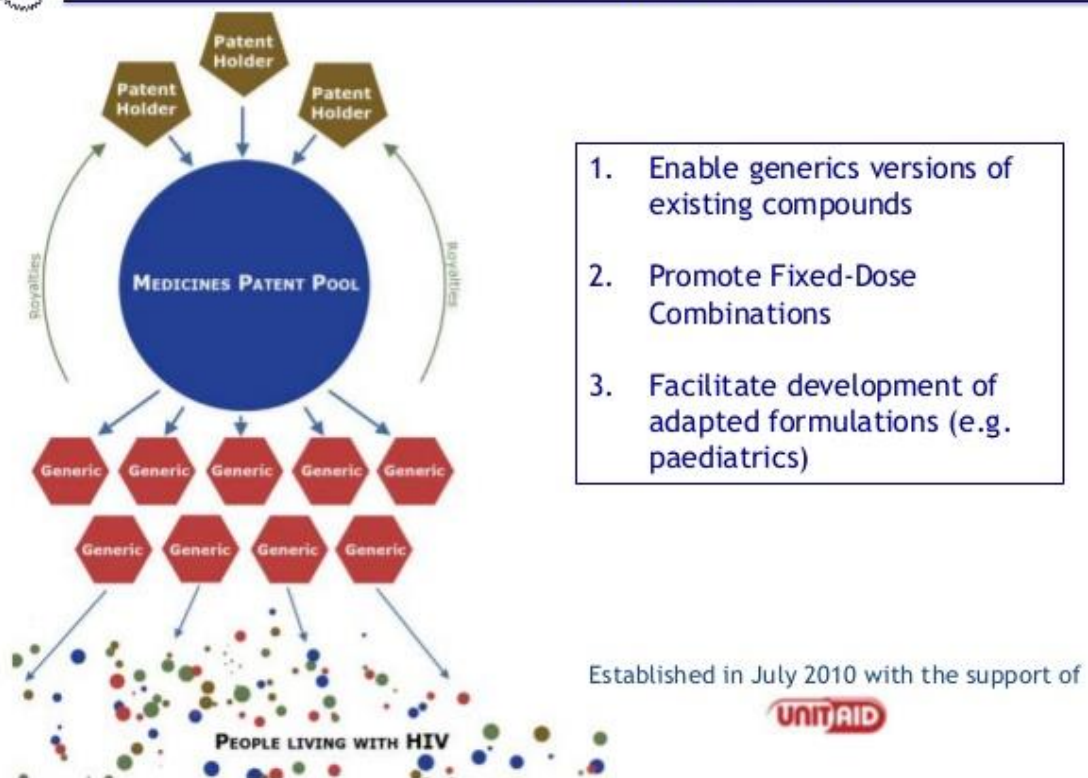 Patent
Holder
Patent
Holder
Patent
Holder
Royalties
Royalties
MEDICINES PATENT POOL
Generic
Generic
Generic
Generic
Generic
Generic
Generic
Generic
Generic
PEOPLE LIVING WITH HIV
1. Enable generics versions of
existing compounds
2. Promote Fixed-Dose
Combinations
3. Facilitate development of
adapted formulations (e.g.
paediatrics)
Established in July 2010 with the support of
UNITAID